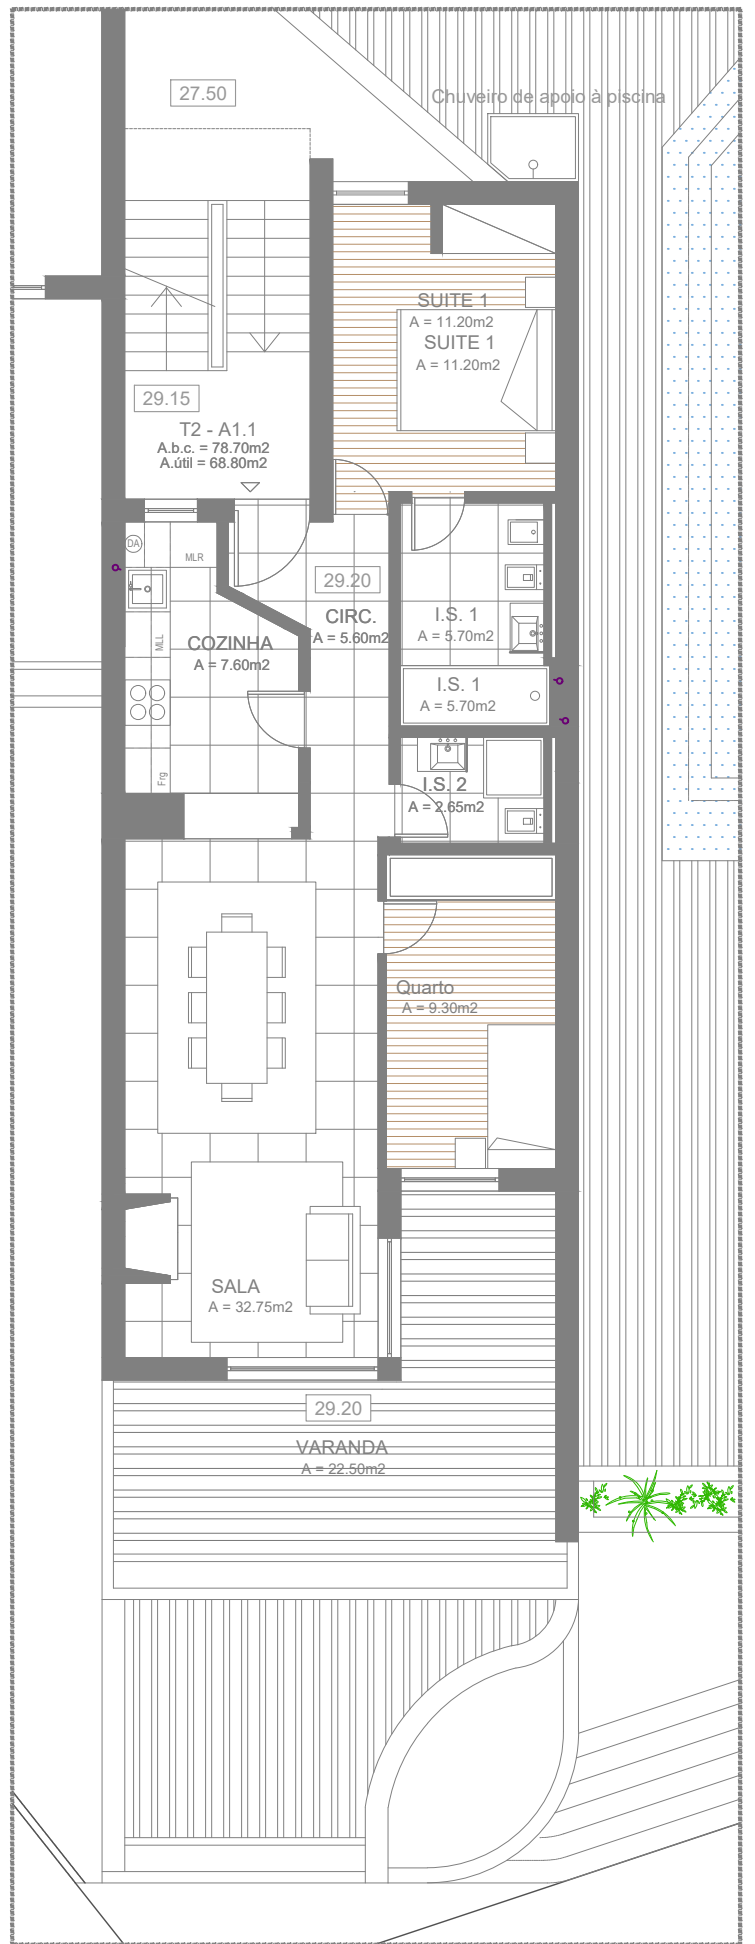 27.50
Chuveiro de apoio à piscina
SUITE 1
A = 11.20m2
SUITE 1
A = 11.20m2
29.15
T2 - A1.1
A.b.c. = 78.70m2
A.útil = 68.80m2
DA
MLR
29.20
CIRC.
A = 5.60m2
I.S. 1
A = 5.70m2
MLL
COZINHA
A = 7.60m2
I.S. 1
A = 5.70m2
Frg
I.S. 2
A = 2.65m2
Quarto
A = 9.30m2
SALA
A = 32.75m2
29.20
VARANDA
A = 22.50m2